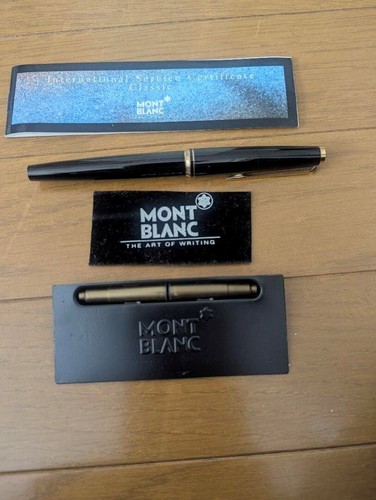 International Service Certificate
Classic
MONT
BLANC
MONT
BLANC
THE ART OF WRITING
MONT
BLANC